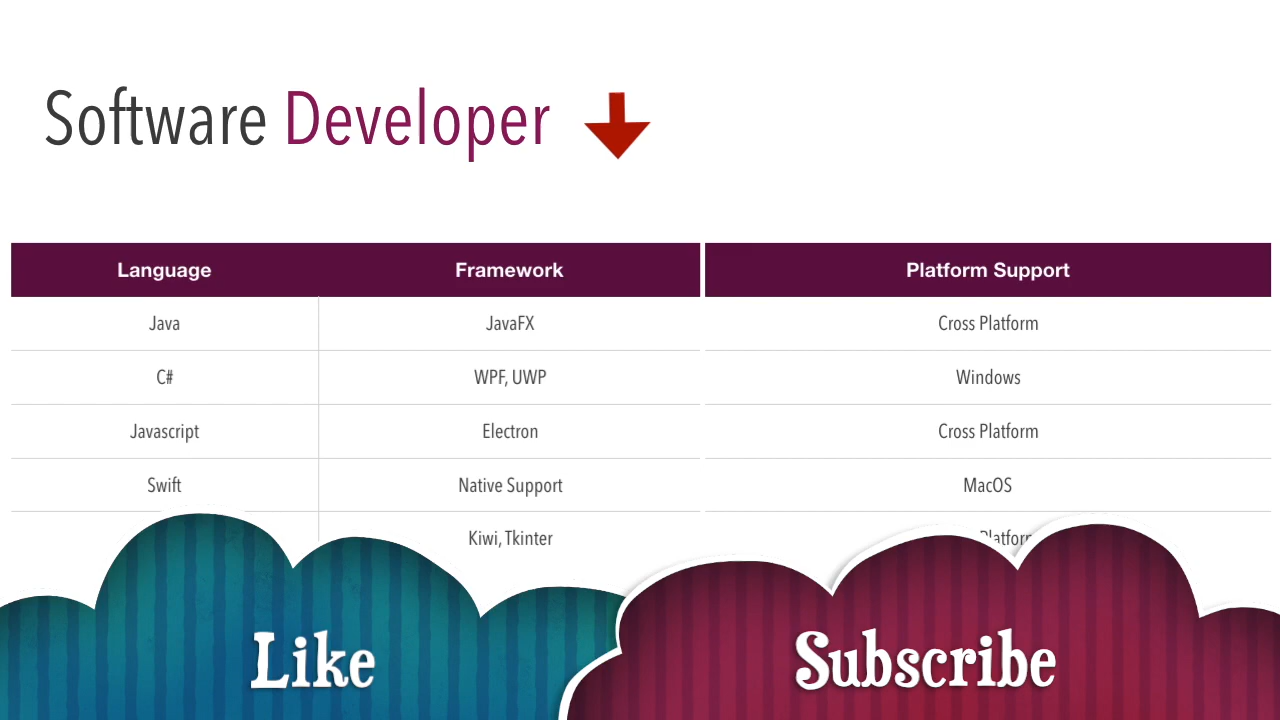 Software Developer
Language Framework Platform Support
Java JavaFX Cross Platform
C# WPF, UWP Windows
Javascript Electron Cross Platform
Swift Native Support MacOS
Kiwi, Tkinter Platform
Like Subscribe